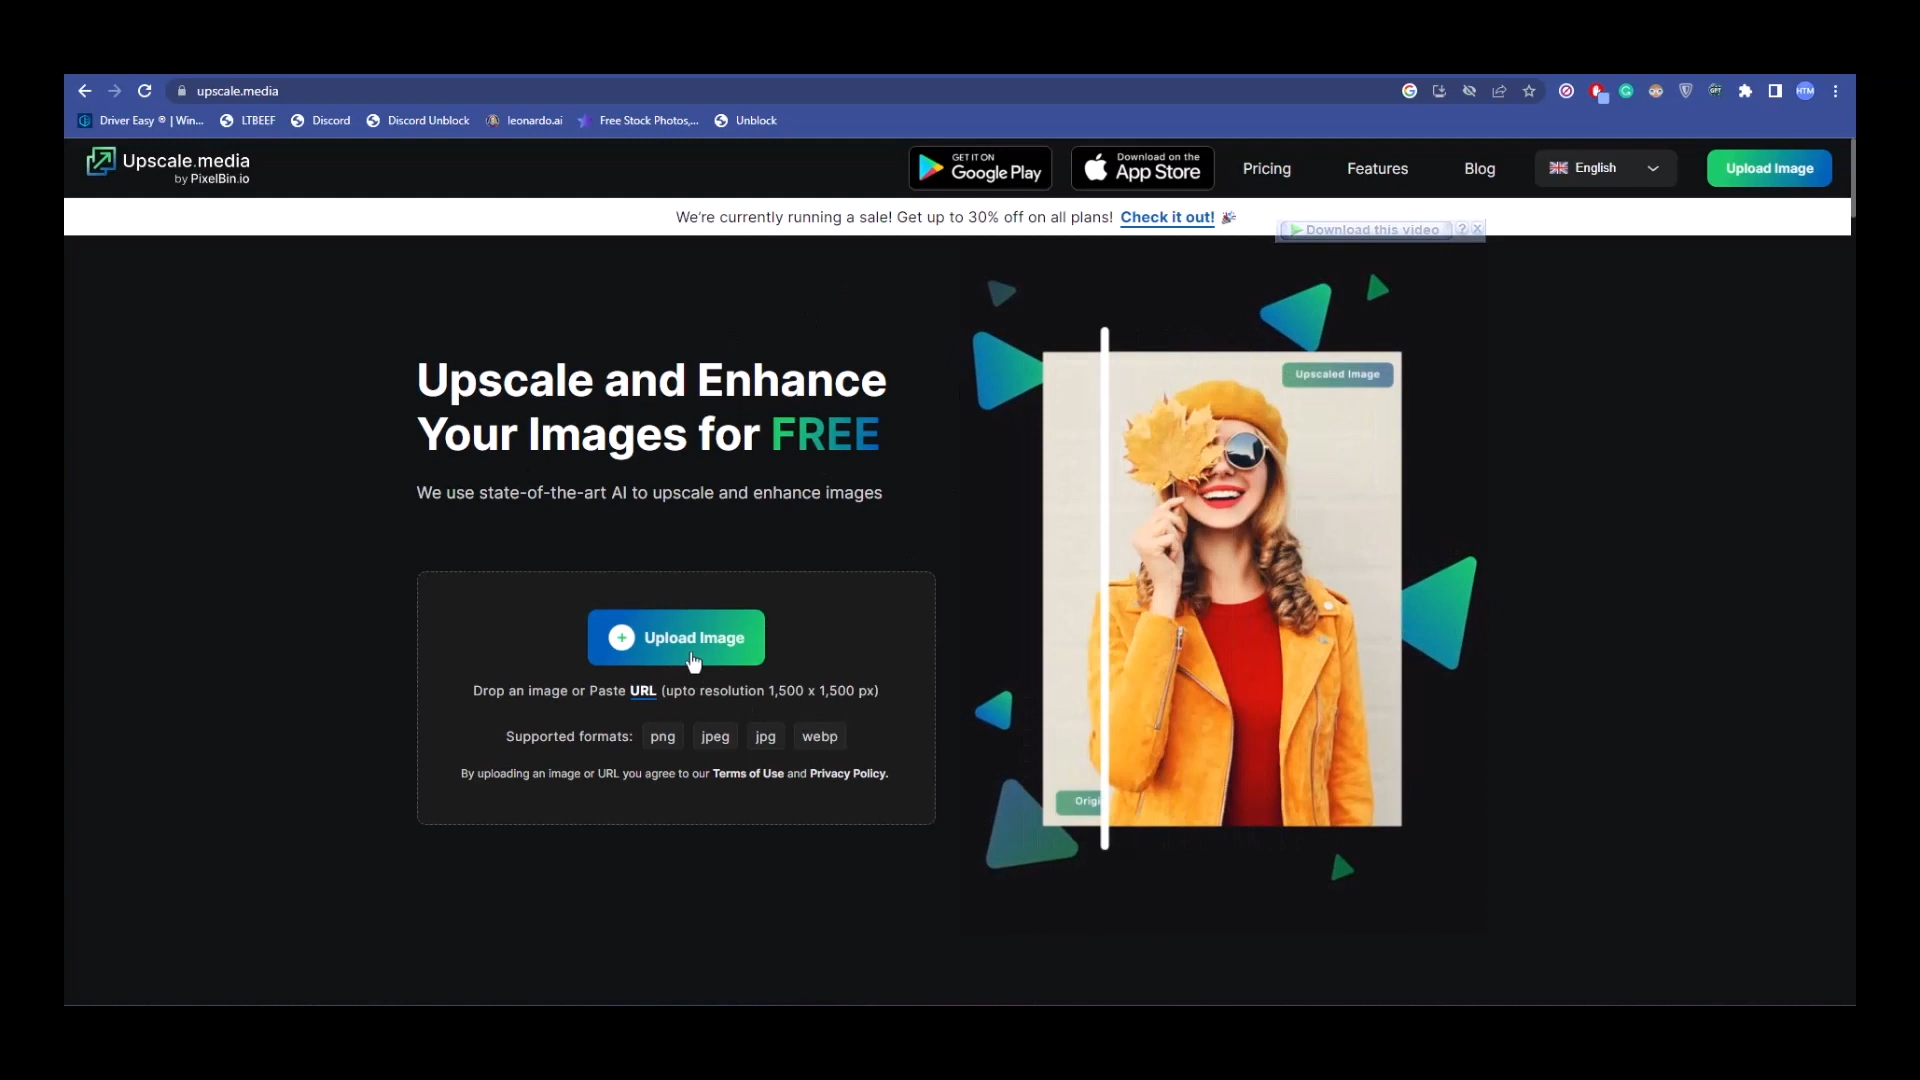 upscale.media
Driver Easy ® | Win...
LTBEEF
Discord
Discord Unblock
leonardo.ai
Free Stock Photos,...
Unblock
HTM
Upscale.media
by PixelBin.io
GET IT ON
Google Play
Download on the
App Store
Pricing
Features
Blog
English
Upload Image
We're currently running a sale! Get up to 30% off on all plans! Check it out! 🎉
Download this video
Upscale and Enhance
Your Images for FREE
We use state-of-the-art AI to upscale and enhance images
Upscaled Image
Upload Image
Drop an image or Paste URL (upto resolution 1,500 x 1,500 px)
Supported formats: png jpeg jpg webp
By uploading an image or URL you agree to our Terms of Use and Privacy Policy.
Origi